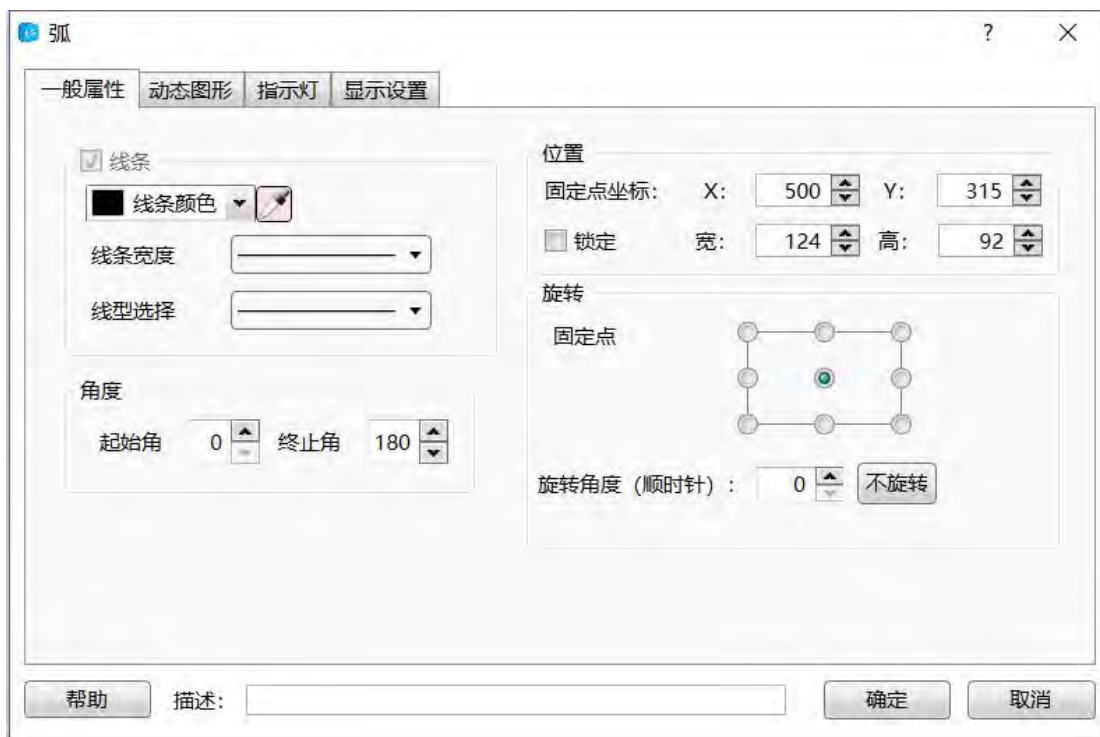 弧
一般属性 动态图形 指示灯 显示设置
线条
线条颜色
线条宽度
线型选择
角度
起始角 0 终止角 180
位置
固定点坐标: X: 500 Y: 315
锁定 宽: 124 高: 92
旋转
固定点
旋转角度（顺时针）: 0 不旋转
帮助 描述: 确定 取消